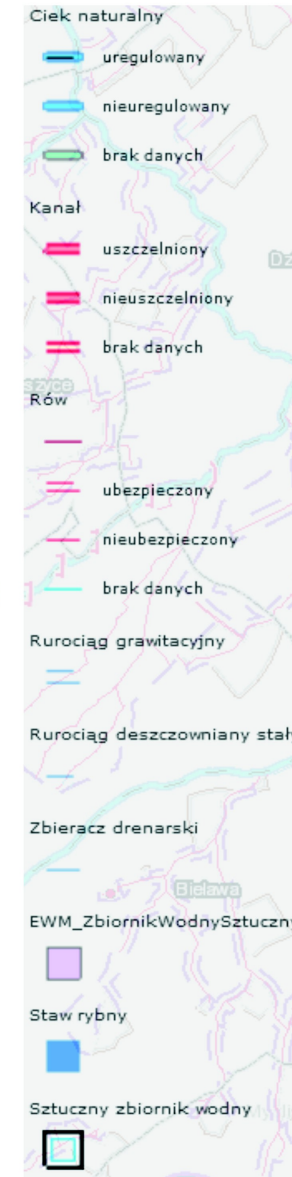 Ciek naturalny
uregulowany
nieuregulowany
brak danych
Kanał
uszczelniony
nieuszczelniony
brak danych
Rów
ubezpieczony
nieubezpieczony
brak danych
Rurociąg grawitacyjny
Rurociąg deszczowniany stały
Zbieracz drenarski
Bielawa
EWM_ZbiornikWodnySztuczny
Staw rybny
Sztuczny zbiornik wodny